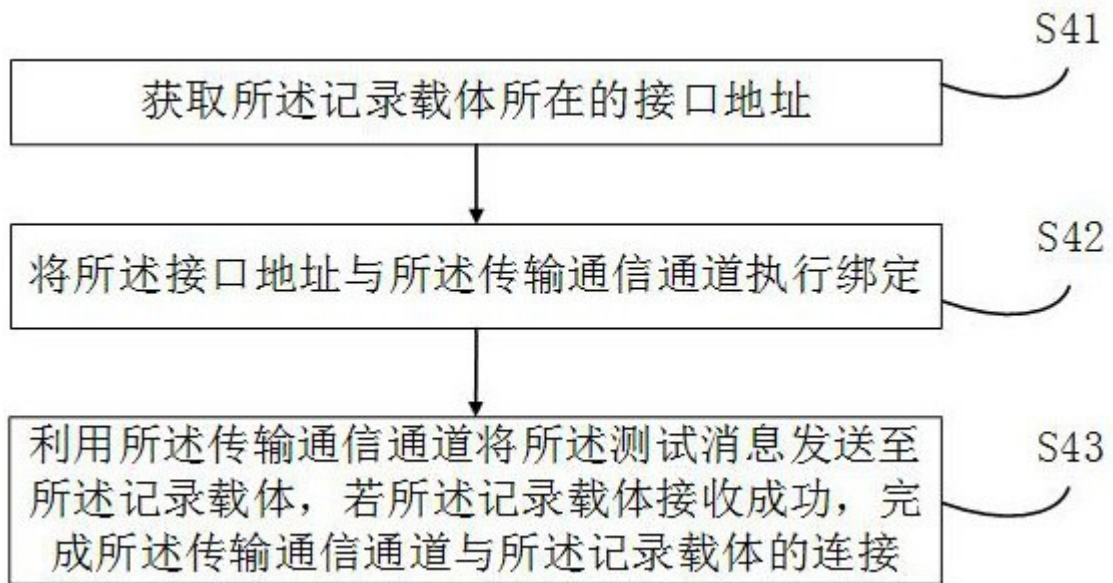 S41
获取所述记录载体所在的接口地址
S42
将所述接口地址与所述传输通信通道执行绑定
S43
利用所述传输通信通道将所述测试消息发送至
所述记录载体，若所述记录载体接收成功，完
成所述传输通信通道与所述记录载体的连接